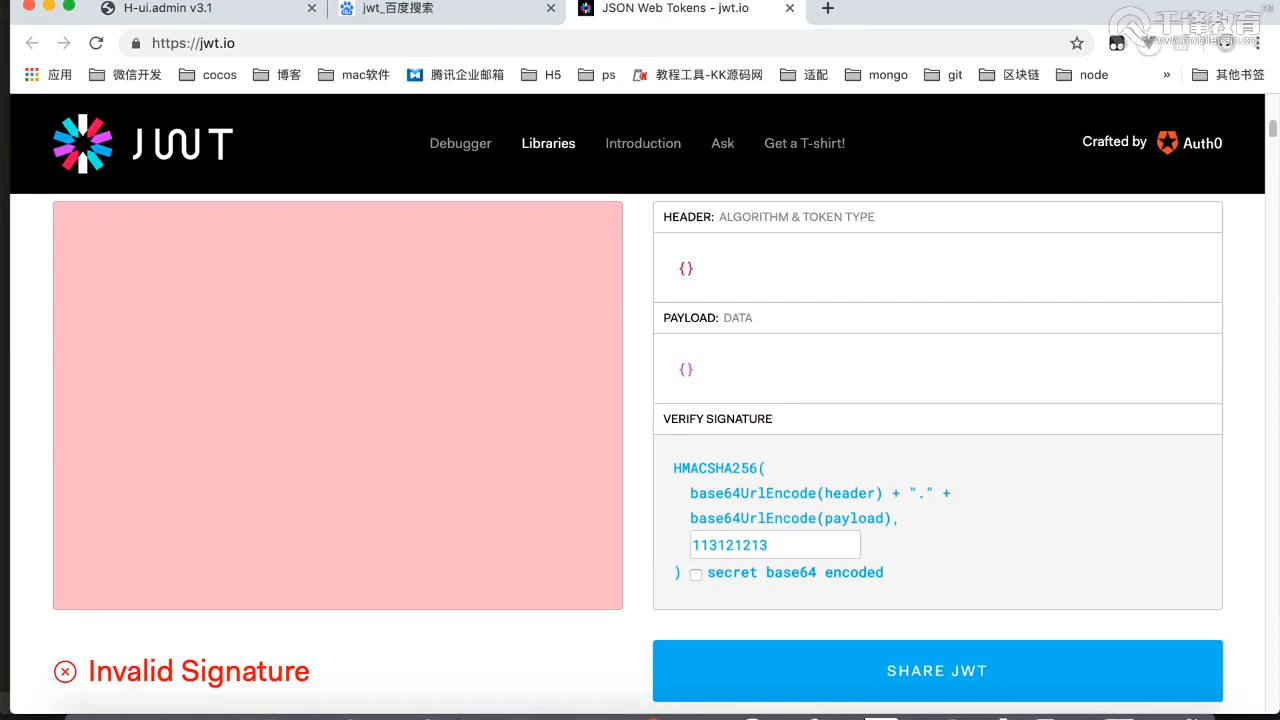 H-ui.admin v3.1
jwt_百度搜索
JSON Web Tokens - jwt.io
千锋教育
www.mobiletrain.org
https://jwt.io
应用
微信开发
cocos
博客
mac软件
腾讯企业邮箱
H5
ps
教程工具-KK源码网
适配
mongo
git
区块链
node
»
其他书签
JWT
Debugger
Libraries
Introduction
Ask
Get a T-shirt!
Crafted by Auth0
HEADER: ALGORITHM & TOKEN TYPE
{}
PAYLOAD: DATA
{}
VERIFY SIGNATURE
HMACSHA256(
base64UrlEncode(header) + "." +
base64UrlEncode(payload),
113121213
) secret base64 encoded
Invalid Signature
SHARE JWT